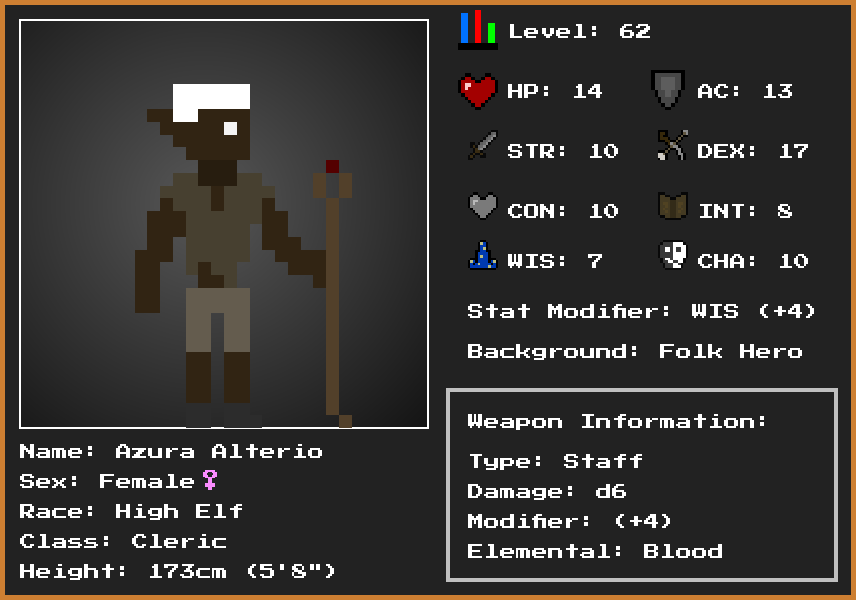 Level: 62
HP: 14
AC: 13
STR: 10
DEX: 17
CON: 10
INT: 8
WIS: 7
CHA: 10
Stat Modifier: WIS (+4)
Background: Folk Hero
Weapon Information:
Type: Staff
Damage: d6
Modifier: (+4)
Elemental: Blood
Name: Azura Alterio
Sex: Female♀
Race: High Elf
Class: Cleric
Height: 173cm (5'8")